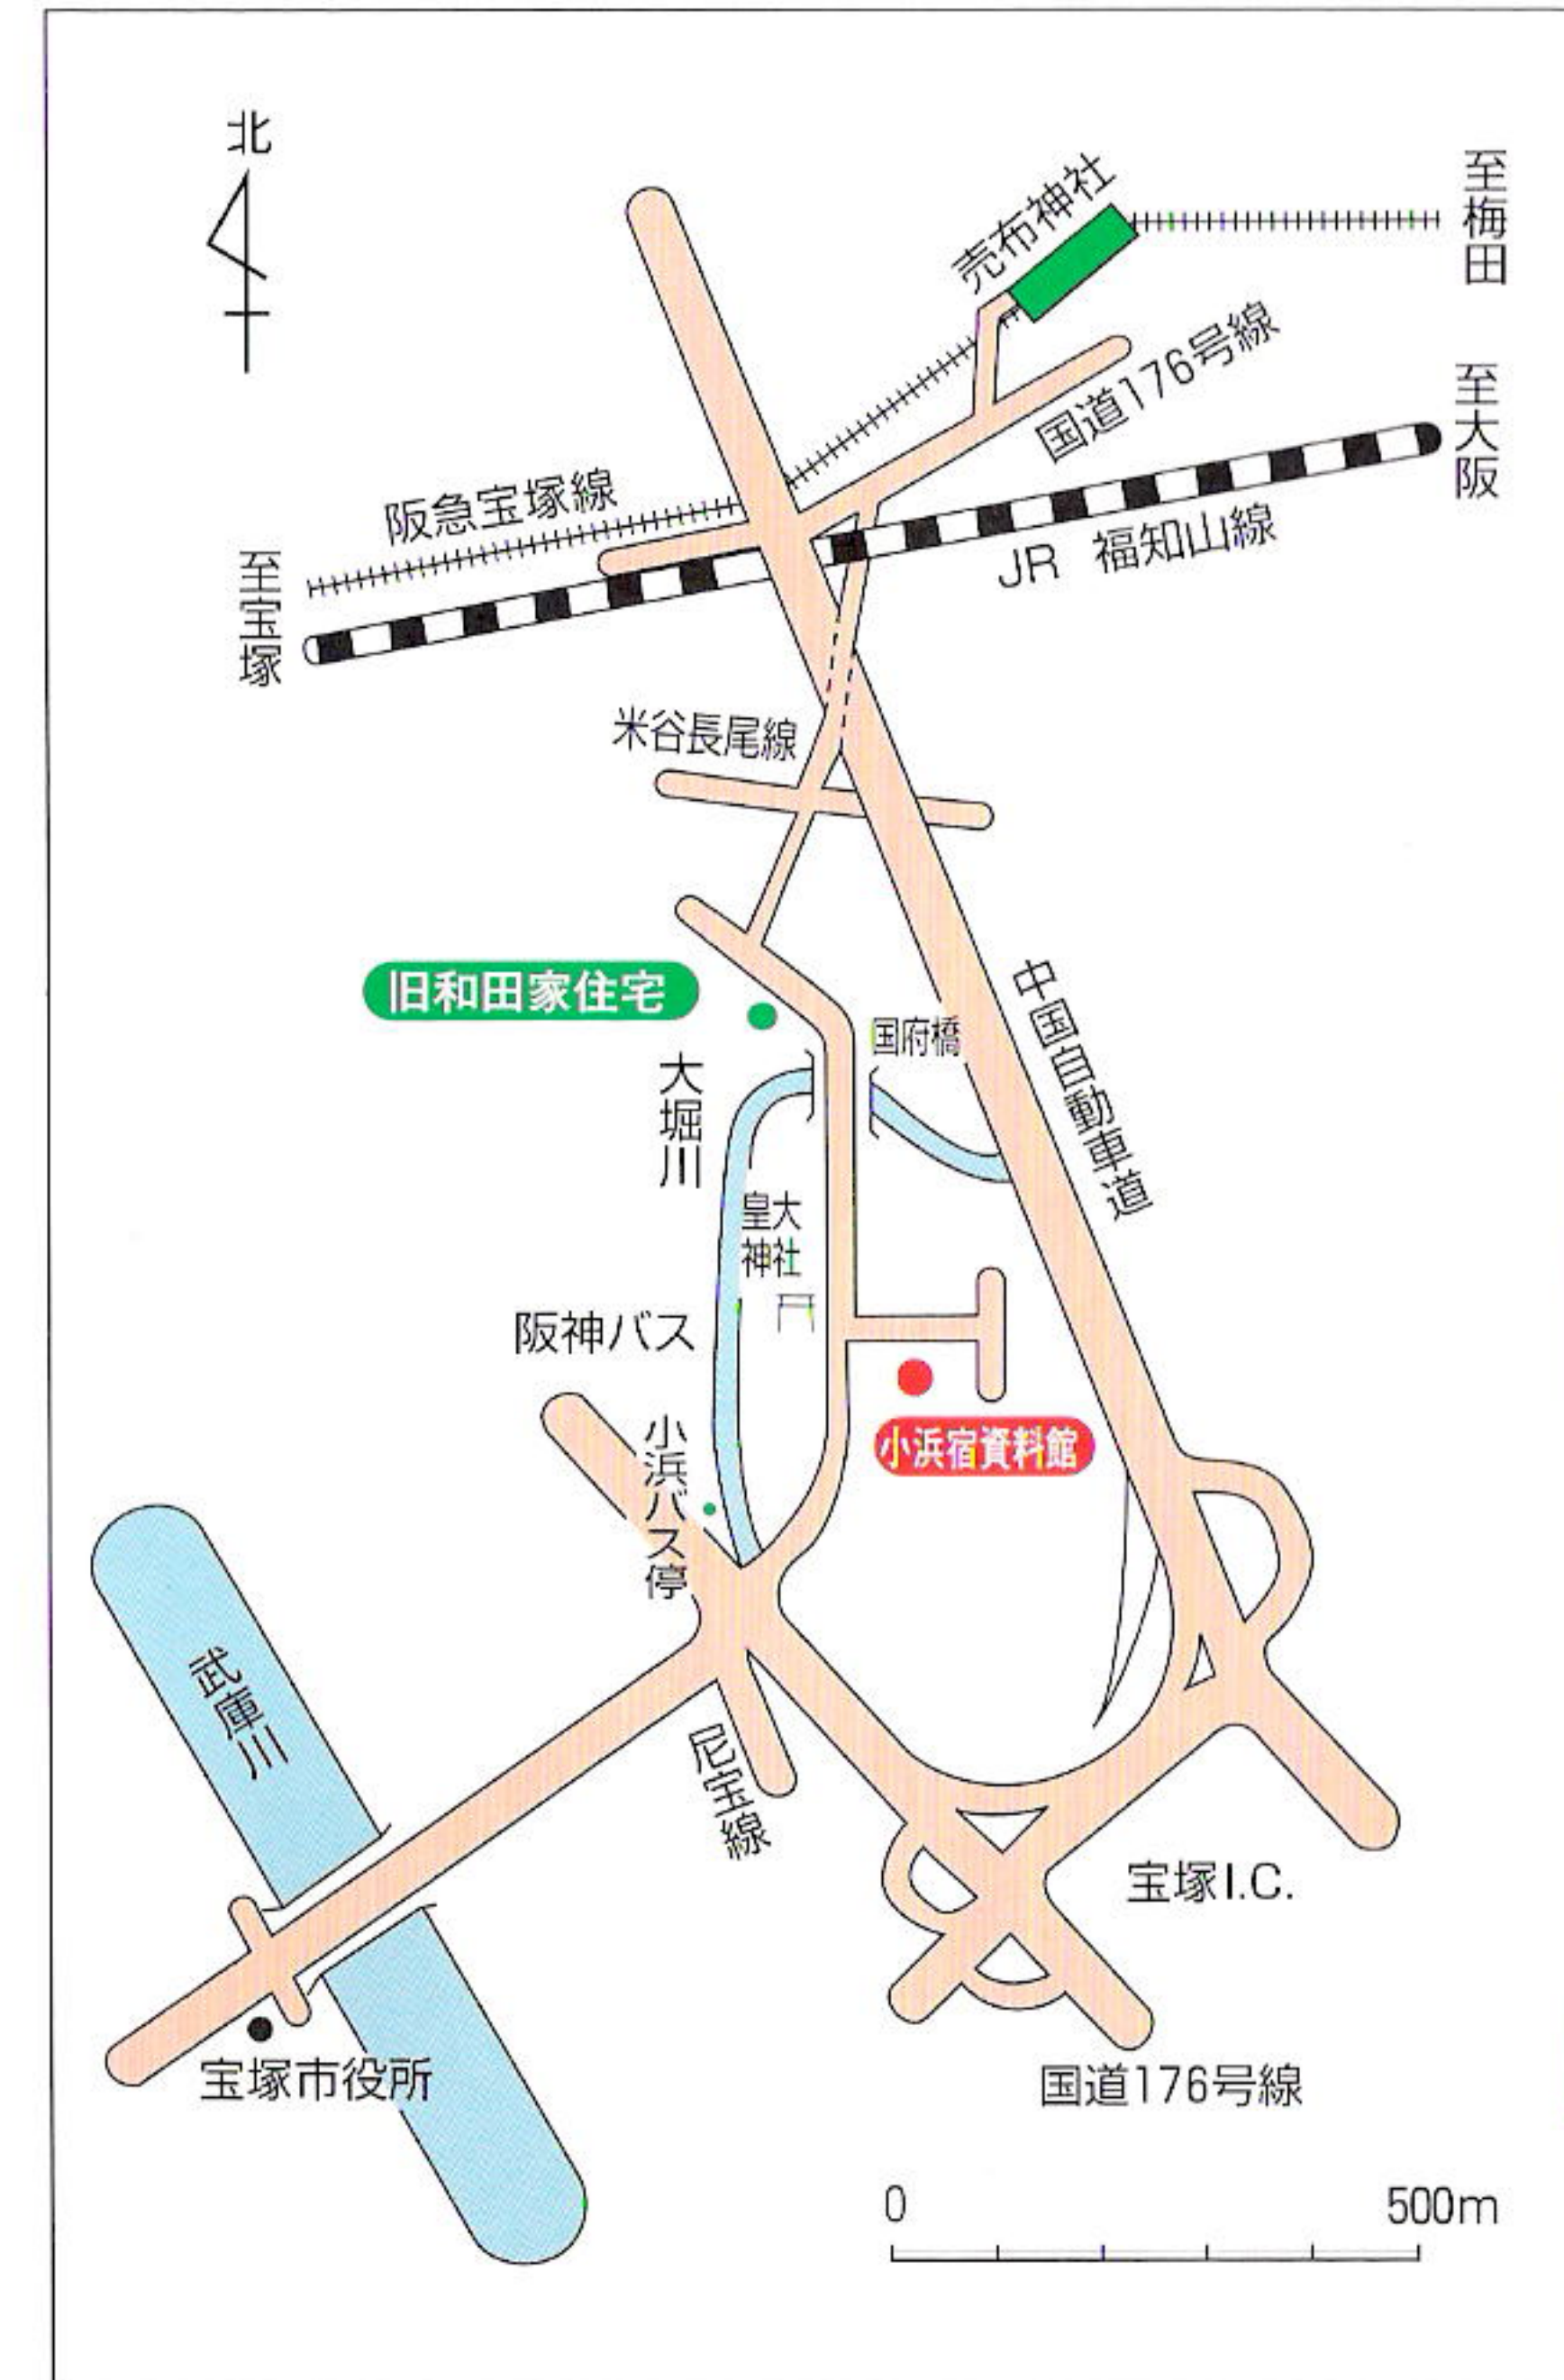 北
売布神社
至梅田
国道176号線
至大阪
阪急宝塚線
JR 福知山線
至宝塚
米谷長尾線
旧和田家住宅
国府橋
中国自動車道
大堀川
皇大
神社
阪神バス
小浜バス停
小浜宿資料館
武庫川
尼宝線
宝塚I.C.
宝塚市役所
国道176号線
0 500m